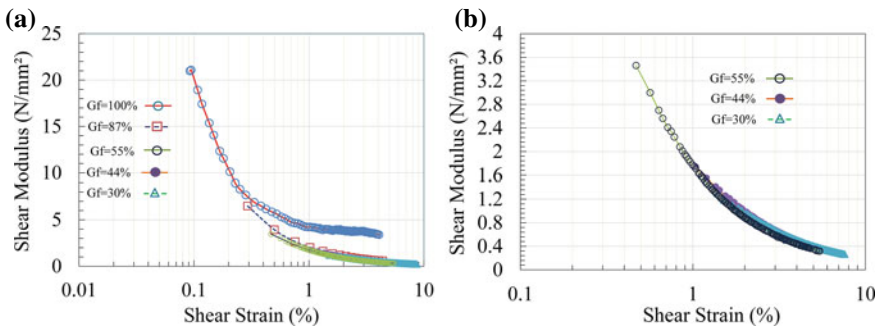 (a)
Shear Modulus (N/mm²)
25
20
15
10
5
0
0.01
0.1
1
10
Shear Strain (%)
Gf=100%
Gf=87%
Gf=55%
Gf=44%
Gf=30%
(b)
Shear Modulus (N/mm²)
4
3.6
3.2
2.8
2.4
2
1.6
1.2
0.8
0.4
0
0.1
1
10
Shear Strain (%)
Gf=55%
Gf=44%
Gf=30%